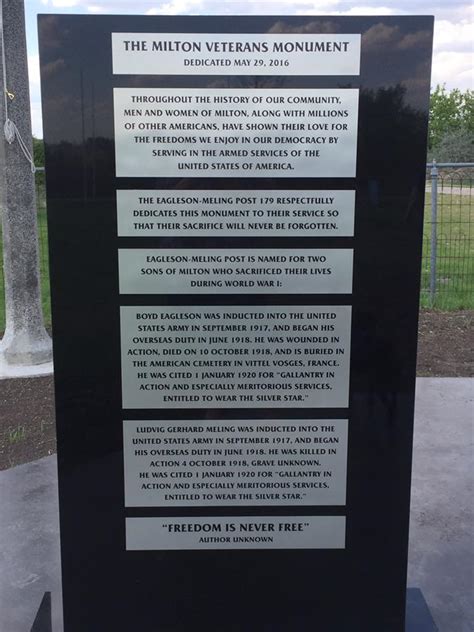 THE MILTON VETERANS MONUMENT
DEDICATED MAY 29, 2016
THROUGHOUT THE HISTORY OF OUR COMMUNITY,
MEN AND WOMEN OF MILTON, ALONG WITH MILLIONS
OF OTHER AMERICANS, HAVE SHOWN THEIR LOVE FOR
THE FREEDOMS WE ENJOY IN OUR DEMOCRACY BY
SERVING IN THE ARMED SERVICES OF THE
UNITED STATES OF AMERICA.
THE EAGLESON-MELING POST 179 RESPECTFULLY
DEDICATES THIS MONUMENT TO THEIR SERVICE SO
THAT THEIR SACRIFICE WILL NEVER BE FORGOTTEN.
EAGLESON-MELING POST IS NAMED FOR TWO
SONS OF MILTON WHO SACRIFICED THEIR LIVES
DURING WORLD WAR I:
BOYD EAGLESON WAS INDUCTED INTO THE UNITED
STATES ARMY IN SEPTEMBER 1917, AND BEGAN HIS
OVERSEAS DUTY IN JUNE 1918. HE WAS WOUNDED IN
ACTION, DIED ON 10 OCTOBER 1918, AND IS BURIED IN
THE AMERICAN CEMETERY IN VITTEL VOSGES, FRANCE.
HE WAS CITED 1 JANUARY 1920 FOR "GALLANTRY IN
ACTION AND ESPECIALLY MERITORIOUS SERVICES,
ENTITLED TO WEAR THE SILVER STAR."
LUDVIG GERHARD MELING WAS INDUCTED INTO THE
UNITED STATES ARMY IN SEPTEMBER 1917, AND BEGAN
HIS OVERSEAS DUTY IN JUNE 1918. HE WAS KILLED IN
ACTION 4 OCTOBER 1918, GRAVE UNKNOWN.
HE WAS CITED 1 JANUARY 1920 FOR "GALLANTRY IN
ACTION AND ESPECIALLY MERITORIOUS SERVICES,
ENTITLED TO WEAR THE SILVER STAR."
"FREEDOM IS NEVER FREE"
AUTHOR UNKNOWN